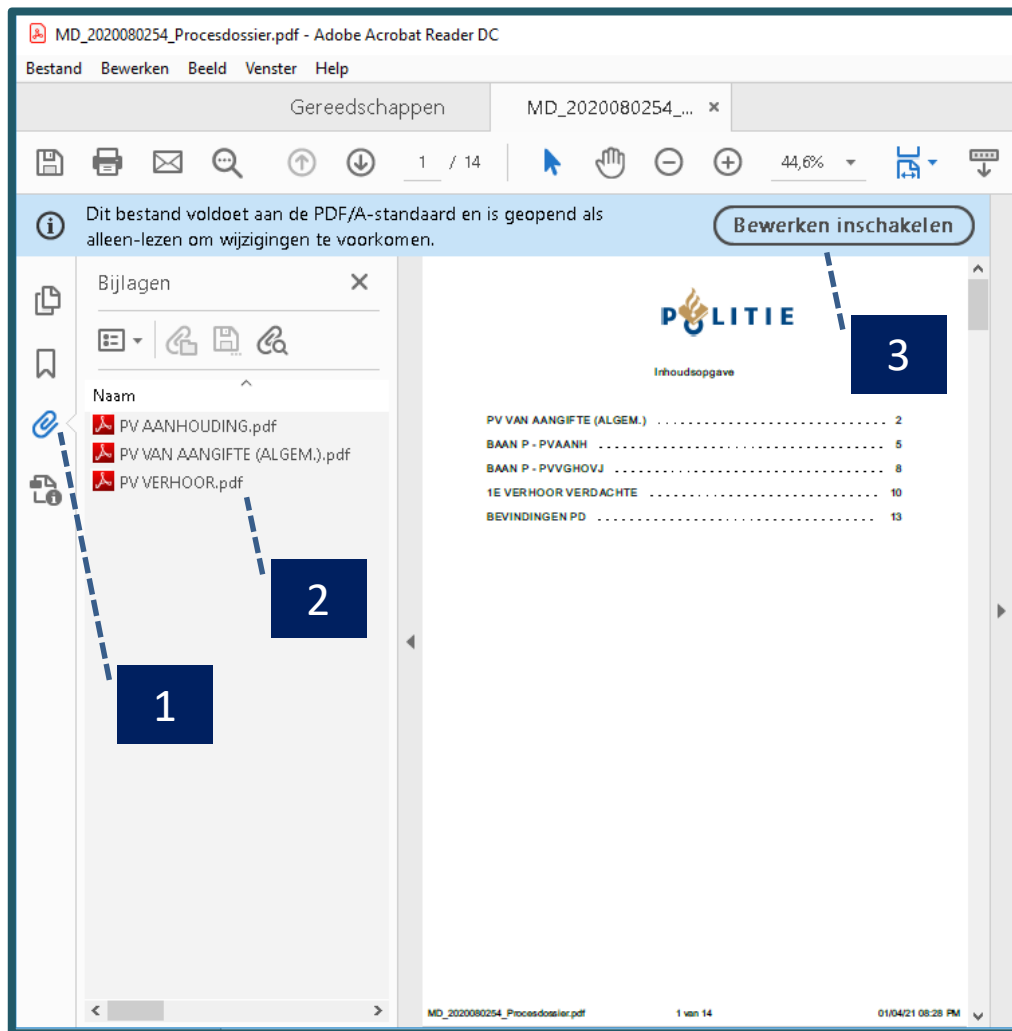 MD_2020080254_Procesdossier.pdf - Adobe Acrobat Reader DC
Bestand Bewerken Beeld Venster Help
Gereedschappen MD_2020080254_... ×
1 / 14 44,6%
Dit bestand voldoet aan de PDF/A-standaard en is geopend als
alleen-lezen om wijzigingen te voorkomen.
Bewerken inschakelen
Bijlagen
Naam
PV AANHOUDING.pdf
PV VAN AANGIFTE (ALGEM.).pdf
PV VERHOOR.pdf
1
2
3
POLITIE
Inhoudsopgave
PV VAN AANGIFTE (ALGEM.) . . . . . . . . . . . . . . . . . . . . . . . . . . . . . . . . . 2
BAAN P - PVAANH . . . . . . . . . . . . . . . . . . . . . . . . . . . . . . . . . . . . . . . . . . 5
BAAN P - PVVGHOVJ . . . . . . . . . . . . . . . . . . . . . . . . . . . . . . . . . . . . . . . . 8
1E VERHOOR VERDACHTE . . . . . . . . . . . . . . . . . . . . . . . . . . . . . . . . . . 10
BEVINDINGEN PD . . . . . . . . . . . . . . . . . . . . . . . . . . . . . . . . . . . . . . . . 13
MD_2020080254_Procesdossier.pdf 1 van 14 01/04/21 08:28 PM